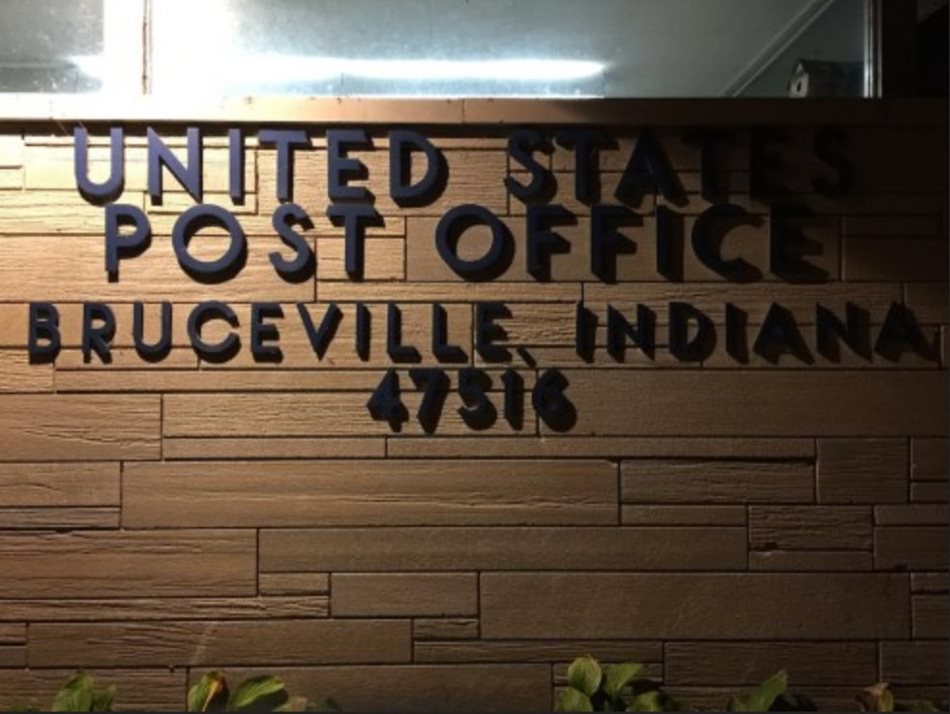 UNITED STATES
POST OFFICE
BRUCEVILLE, INDIANA
47516